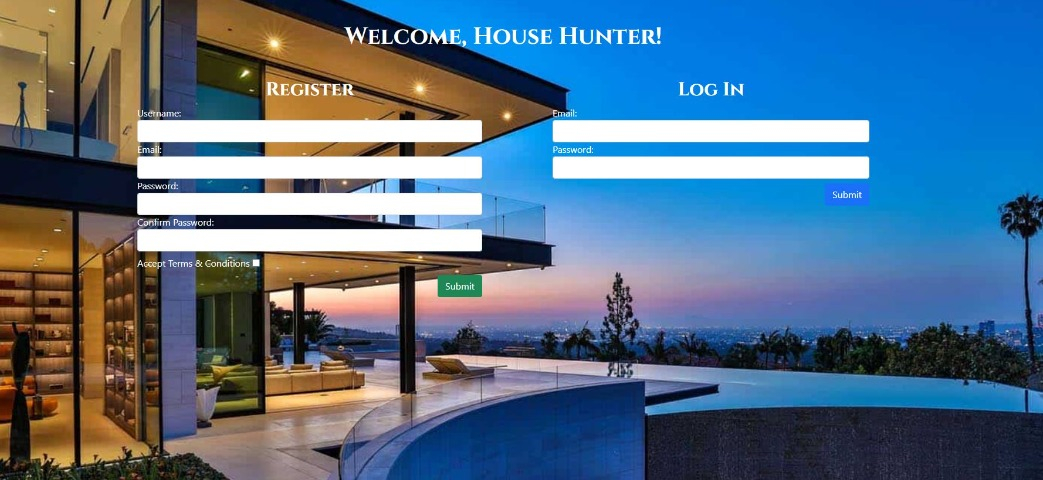 Welcome, House Hunter!
Register
Username:
Email:
Password:
Confirm Password:
Accept Terms & Conditions
Submit
Log In
Email:
Password:
Submit